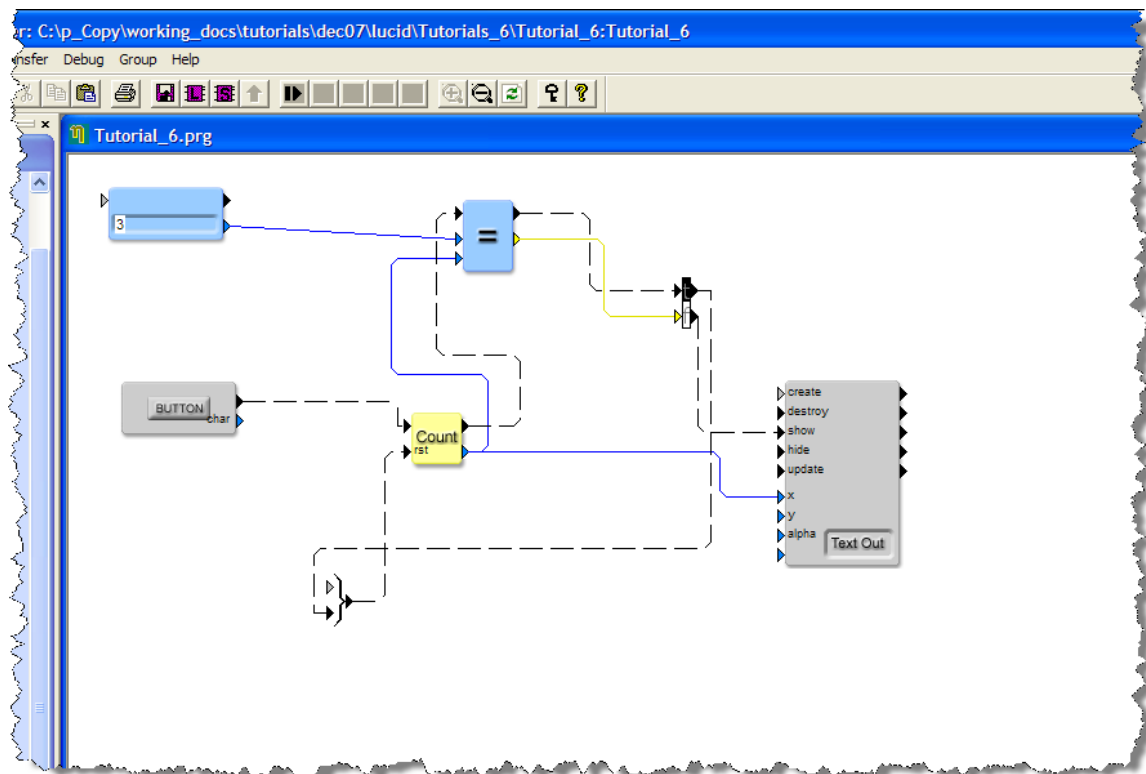 r: C:\p_Copy\working_docs\tutorials\dec07\lucid\Tutorials_6\Tutorial_6:Tutorial_6
nsfer Debug Group Help
Tutorial_6.prg
3
=
BUTTON
char
Count
rst
create
destroy
show
hide
update
x
y
alpha
Text Out